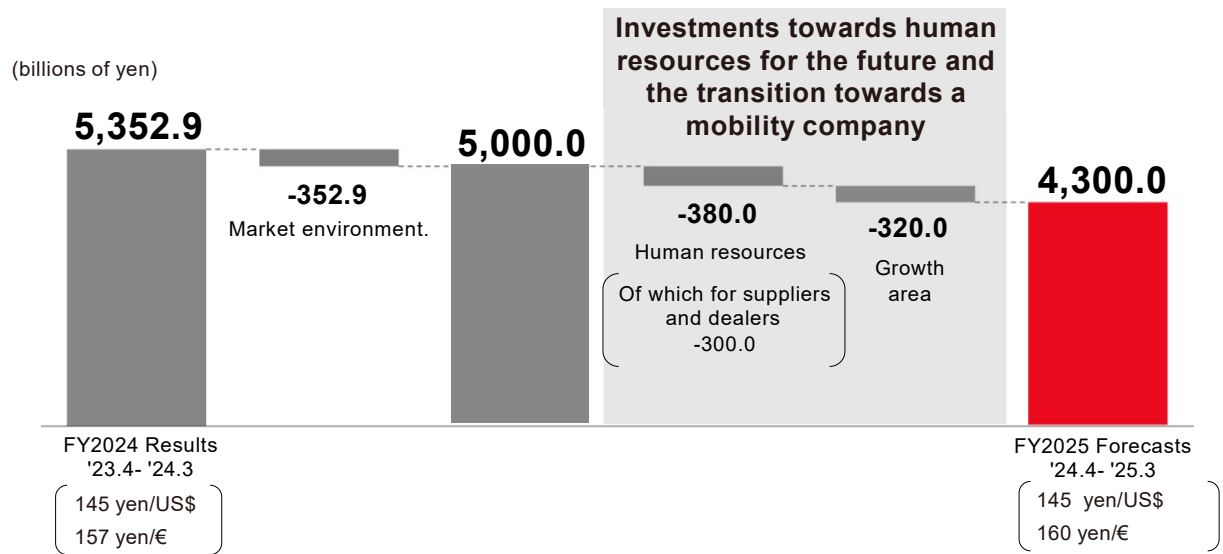 (billions of yen)
Investments towards human
resources for the future and
the transition towards a
mobility company
5,352.9
-352.9
Market environment.
5,000.0
-380.0
Human resources
Of which for suppliers
and dealers
-300.0
-320.0
Growth
area
4,300.0
FY2024 Results
'23.4- '24.3
145 yen/US$
157 yen/€
FY2025 Forecasts
'24.4- '25.3
145 yen/US$
160 yen/€